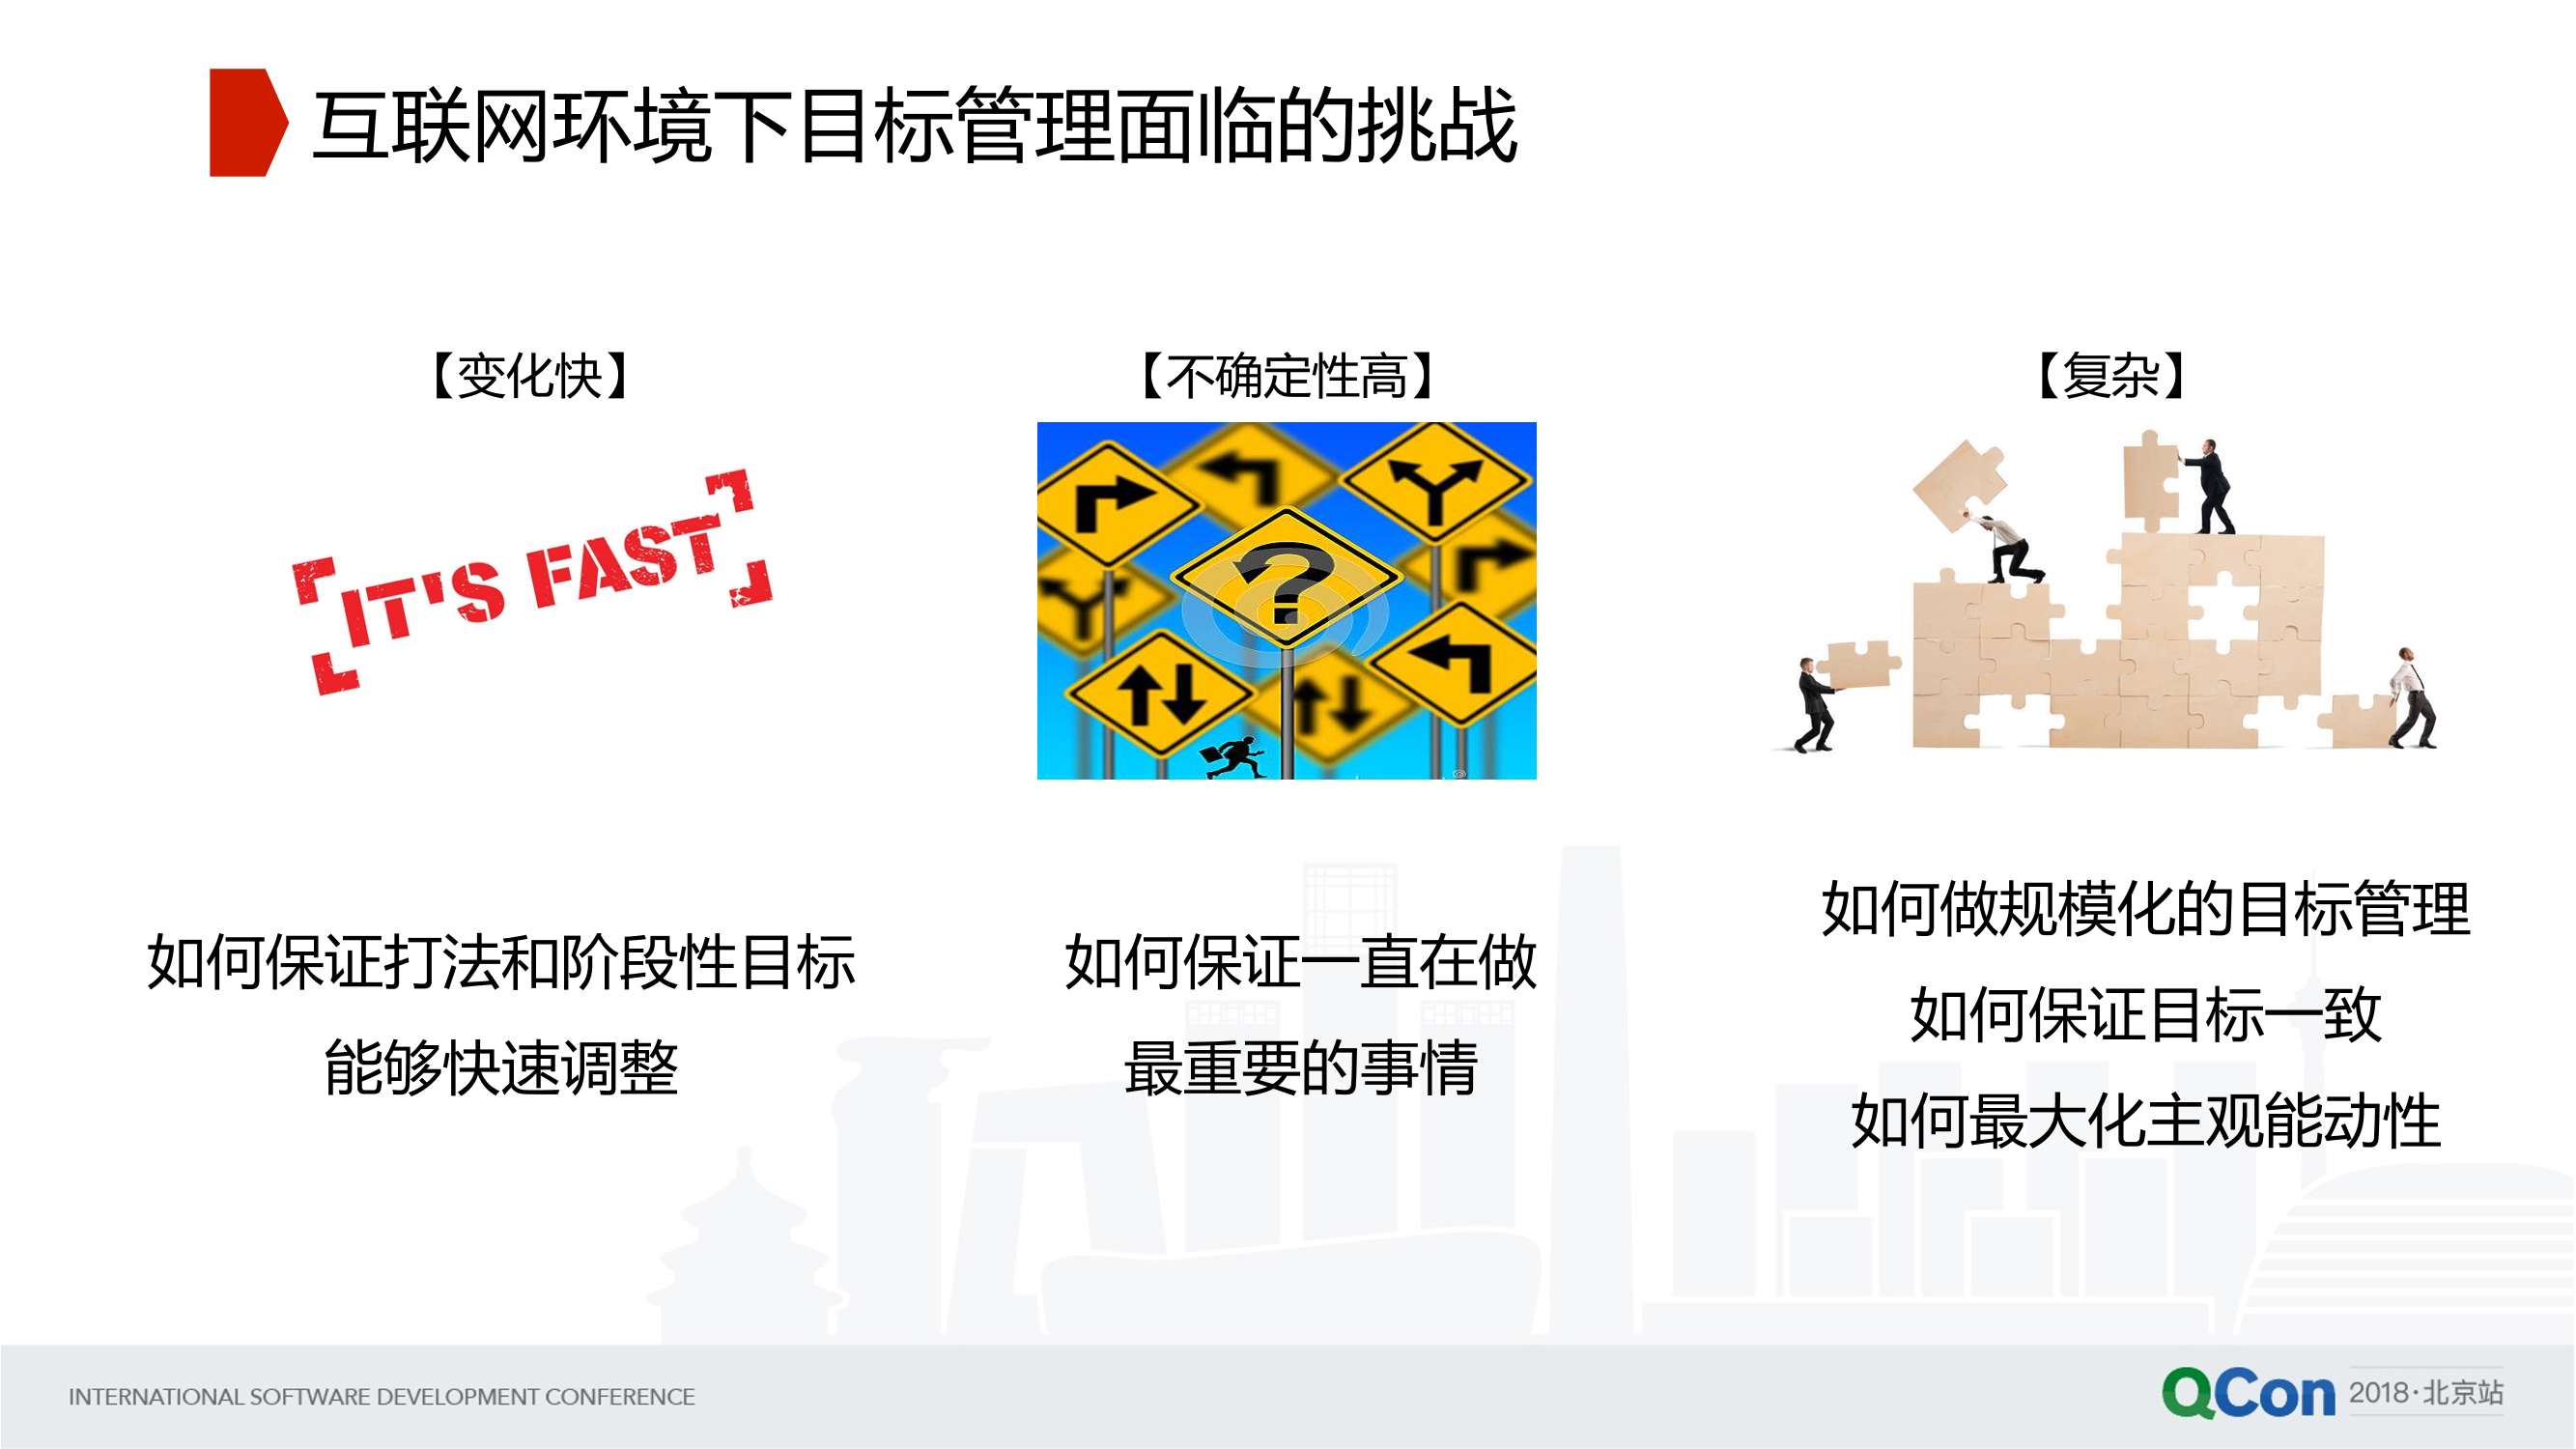 互联网环境下目标管理面临的挑战
【变化快】
IT'S FAST
如何保证打法和阶段性目标
能够快速调整
【不确定性高】
?
如何保证一直在做
最重要的事情
【复杂】
如何做规模化的目标管理
如何保证目标一致
如何最大化主观能动性
INTERNATIONAL SOFTWARE DEVELOPMENT CONFERENCE
QCon 2018·北京站